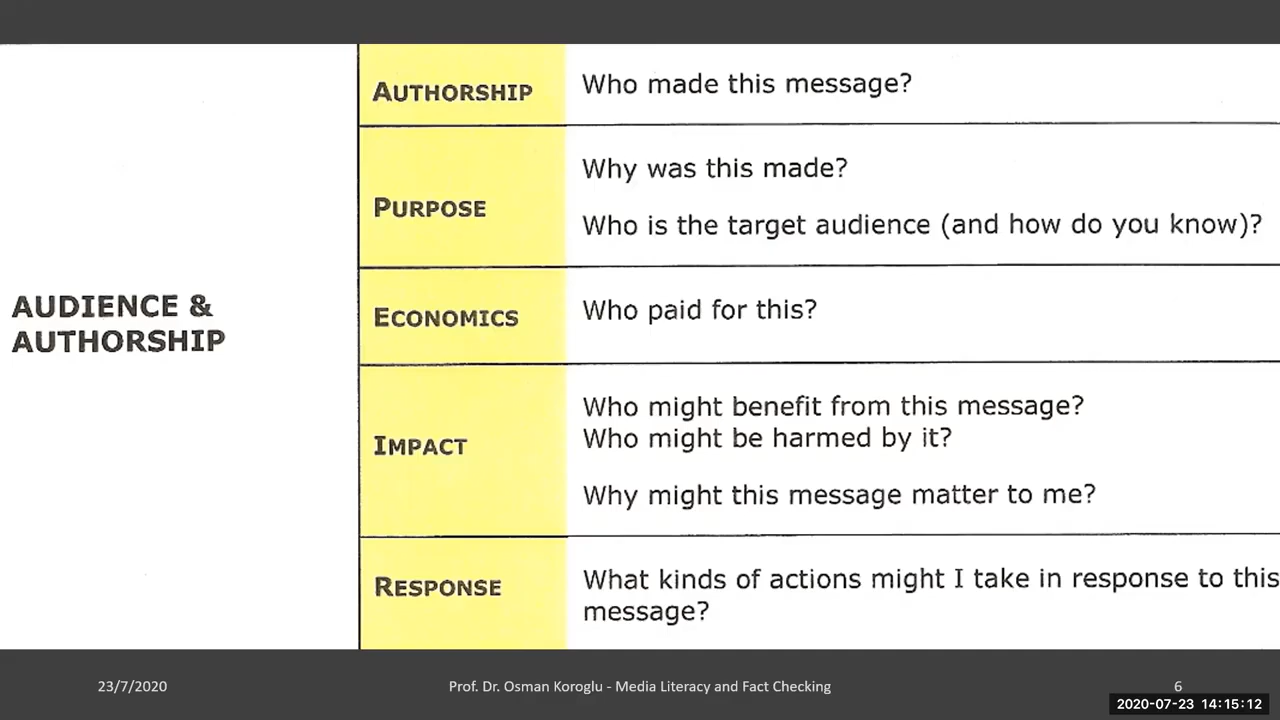 AUTHORSHIP
Who made this message?
PURPOSE
Why was this made?
Who is the target audience (and how do you know)?
AUDIENCE &
AUTHORSHIP
ECONOMICS
Who paid for this?
IMPACT
Who might benefit from this message?
Who might be harmed by it?
Why might this message matter to me?
RESPONSE
What kinds of actions might I take in response to this
message?
23/7/2020
Prof. Dr. Osman Koroglu - Media Literacy and Fact Checking
6
2020-07-23 14:15:12